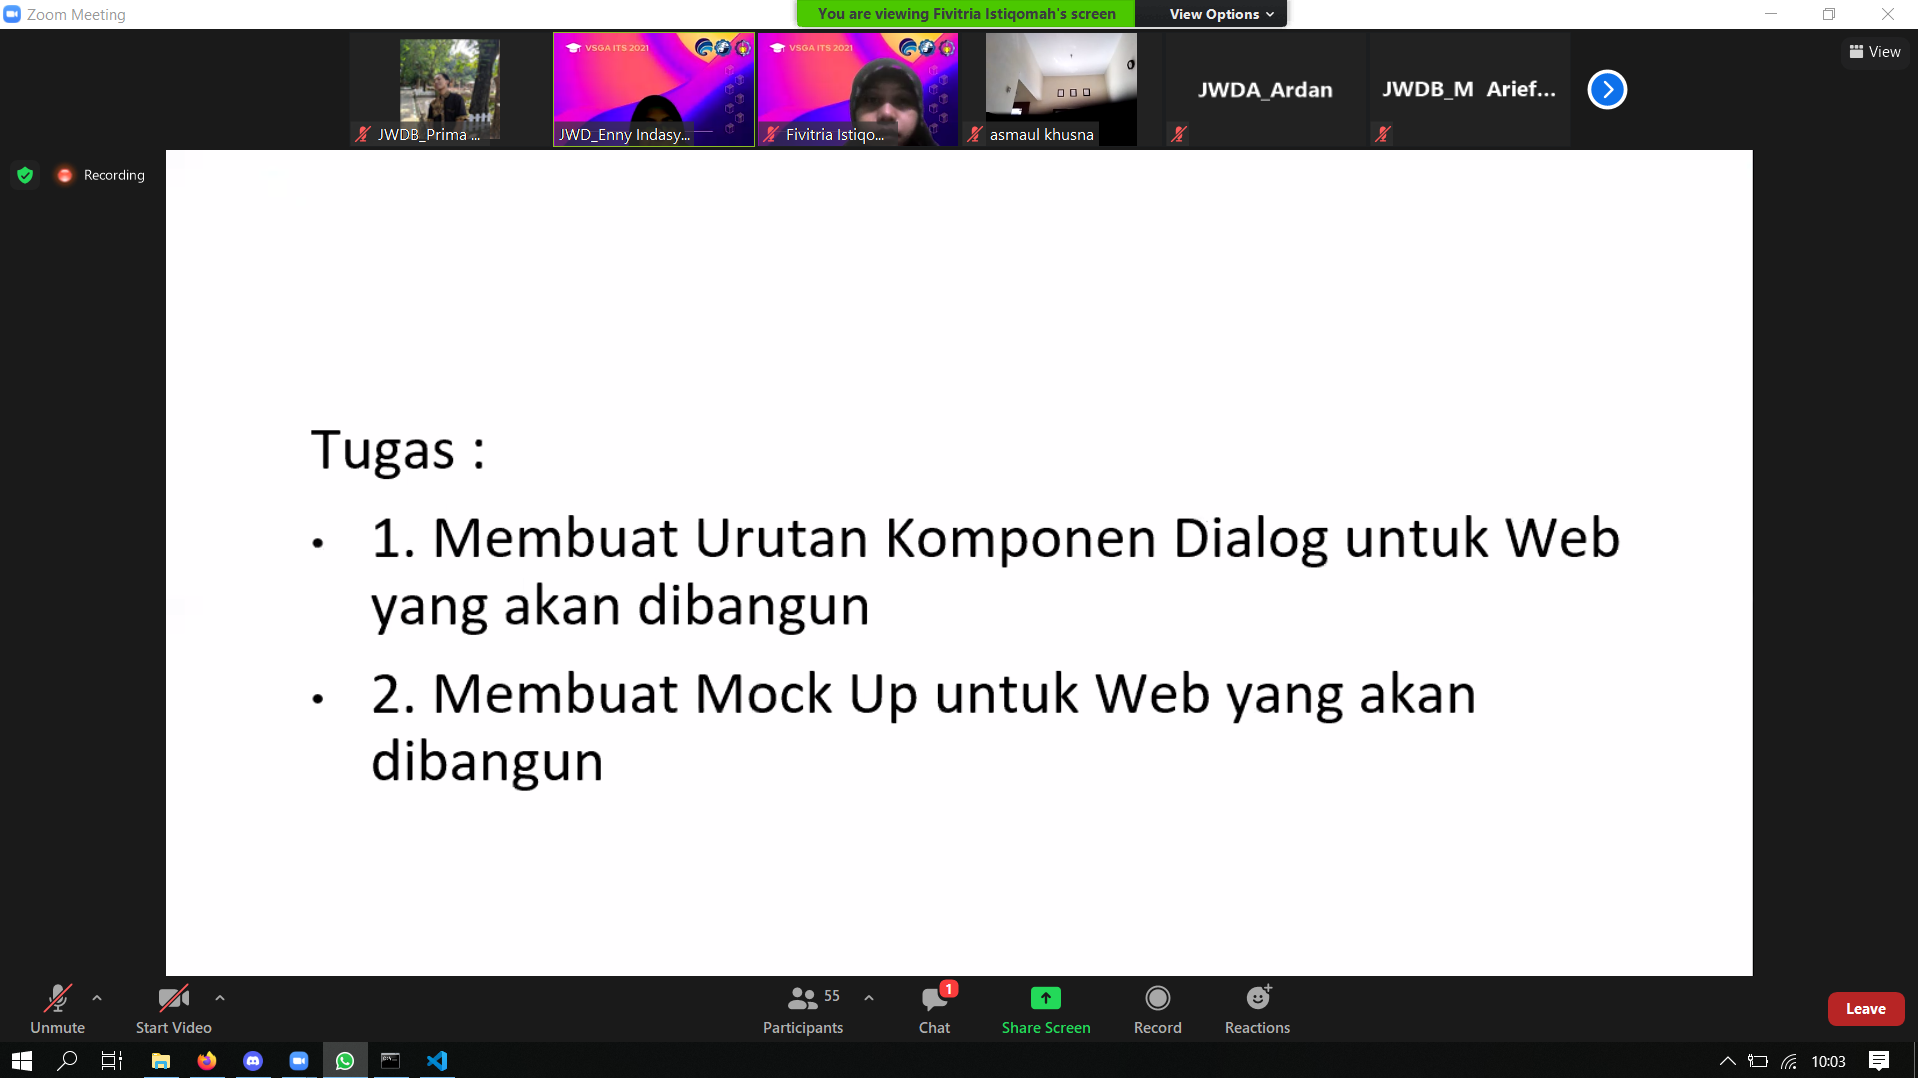 Zoom Meeting
You are viewing Fivitria Istiqomah's screen
View Options
View
VSGA ITS 2021
VSGA ITS 2021
JWDB_Prima ...
JWD_Enny Indasy...
Fivitria Istiqo...
asmaul khusna
JWDA_Ardan
JWDB_M Arief...
Recording
Tugas :
• 1. Membuat Urutan Komponen Dialog untuk Web
yang akan dibangun
• 2. Membuat Mock Up untuk Web yang akan
dibangun
Unmute
Start Video
55
Participants
1
Chat
Share Screen
Record
Reactions
Leave
10:03